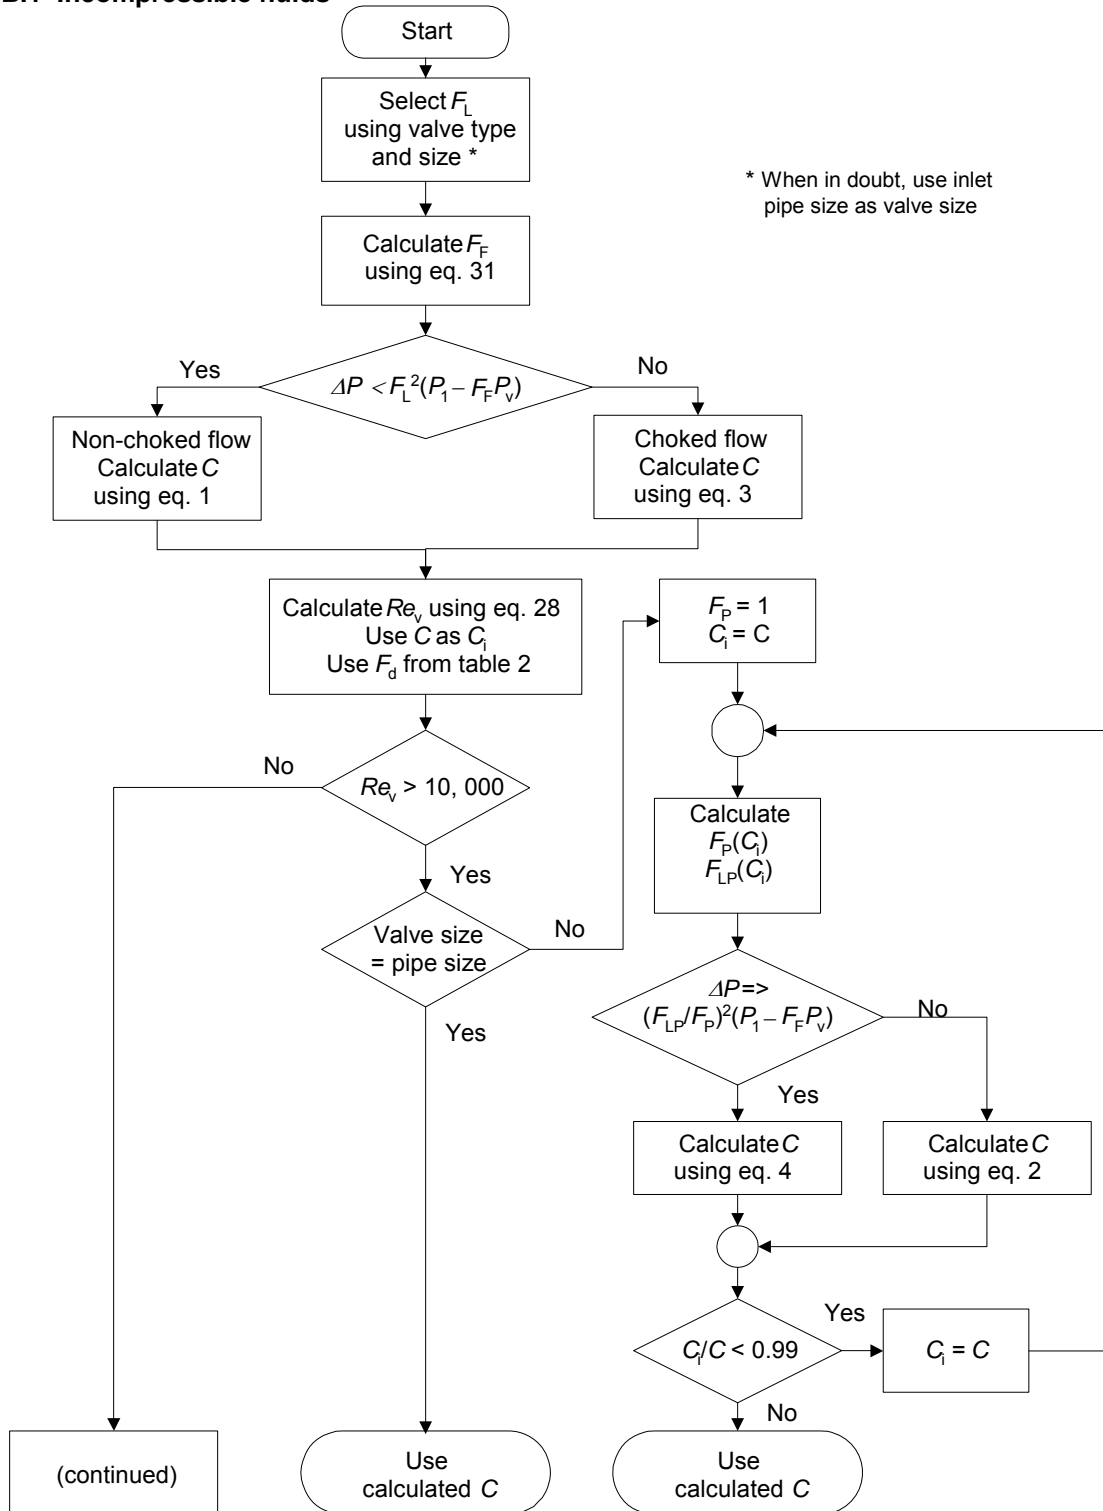 B.1 Incompressible fluids
Start
Select F_L
using valve type
and size *
* When in doubt, use inlet
pipe size as valve size
Calculate F_F
using eq. 31
Yes
No
ΔP < F_L²(P₁ – F_F P_v)
Non-choked flow
Calculate C
using eq. 1
Choked flow
Calculate C
using eq. 3
Calculate Re_v using eq. 28
Use C as C_i
Use F_d from table 2
F_P = 1
C_i = C
No
Re_v > 10, 000
Calculate
F_P(C_i)
F_LP(C_i)
Yes
Valve size
= pipe size
No
ΔP =>
(F_LP/F_P)²(P₁ – F_F P_v)
No
Yes
Yes
Calculate C
using eq. 4
Calculate C
using eq. 2
Yes
C_i/C < 0.99
C_i = C
No
(continued)
Use
calculated C
Use
calculated C